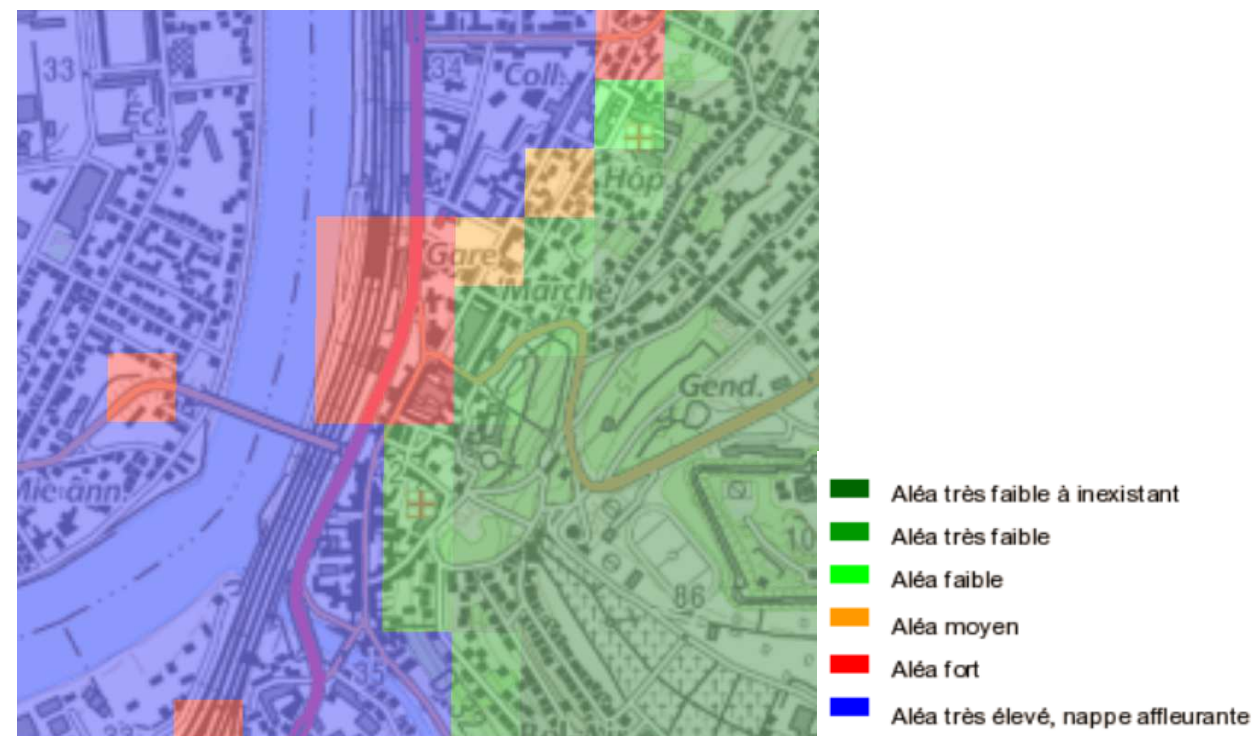 33
34
Coll.
Éc.
Hôp
Gare
Marché
Gend.
10
86
35
Aléa très faible à inexistant
Aléa très faible
Aléa faible
Aléa moyen
Aléa fort
Aléa très élevé, nappe affleurante